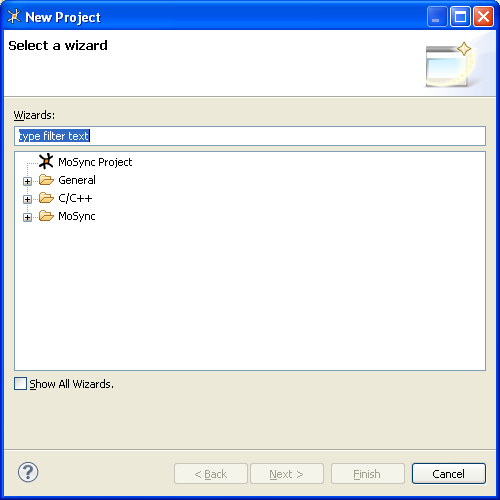 New Project
Select a wizard
Wizards:
type filter text
MoSync Project
General
C/C++
MoSync
Show All Wizards.
?
< Back Next > Finish Cancel